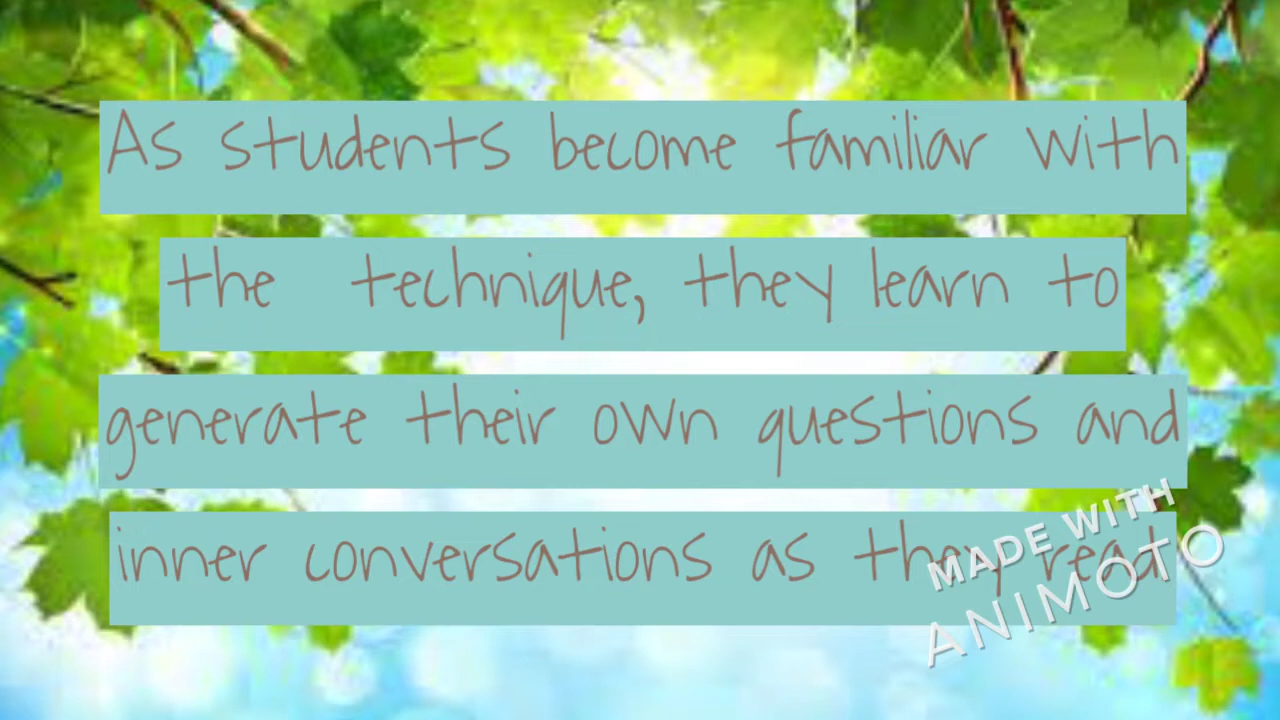 As students become familiar with
the technique, they learn to
generate their own questions and
inner conversations as they read
MADE WITH
ANIMOTO